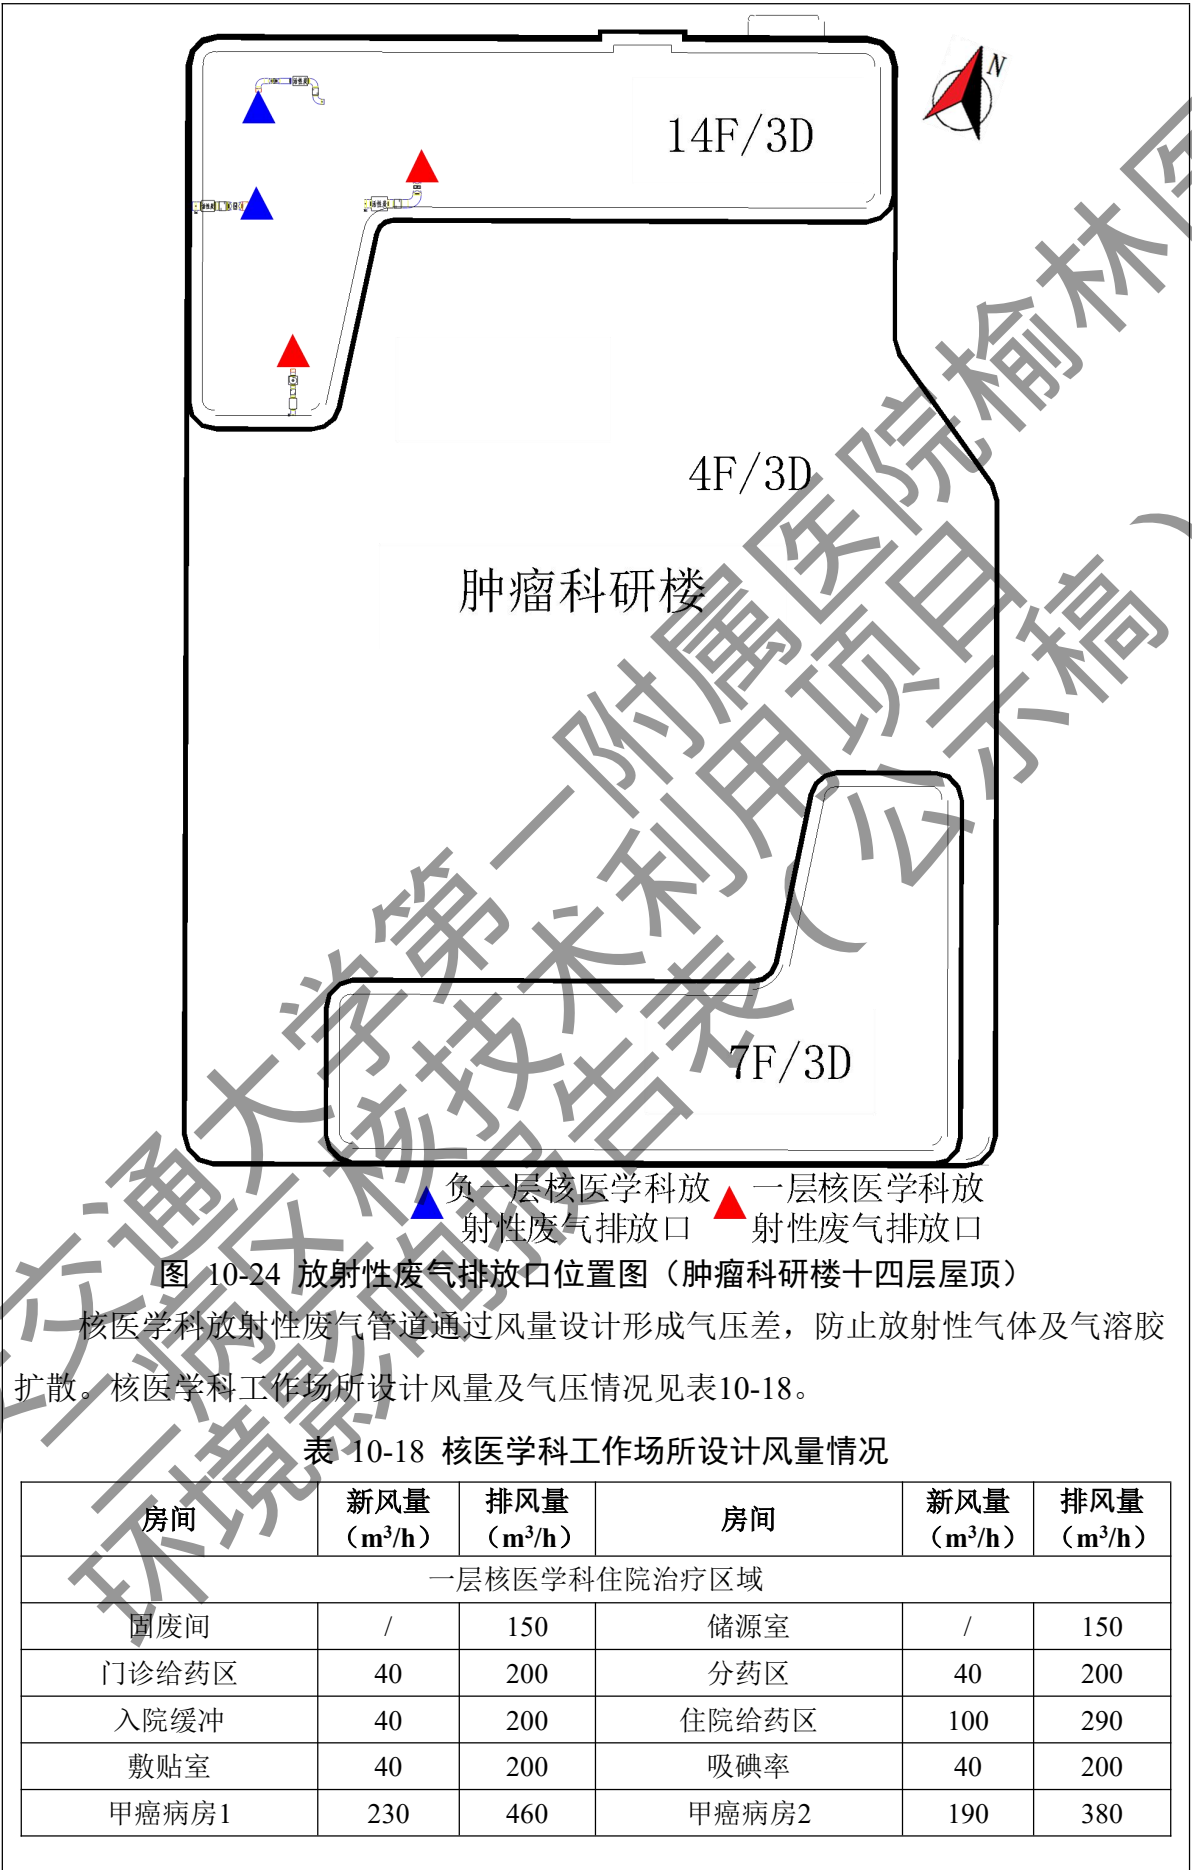 N
14F/3D
4F/3D
肿瘤科研楼
7F/3D
负一层核医学科放
射性废气排放口
一层核医学科放
射性废气排放口
图 10-24 放射性废气排放口位置图（肿瘤科研楼十四层屋顶）
核医学科放射性废气管道通过风量设计形成气压差，防止放射性气体及气溶胶
扩散。核医学科工作场所设计风量及气压情况见表10-18。
表 10-18 核医学科工作场所设计风量情况
房间 新风量（m³/h） 排风量（m³/h） 房间 新风量（m³/h） 排风量（m³/h）
一层核医学科住院治疗区域
固废间 / 150 储源室 / 150
门诊给药区 40 200 分药区 40 200
入院缓冲 40 200 住院给药区 100 290
敷贴室 40 200 吸碘率 40 200
甲癌病房1 230 460 甲癌病房2 190 380
交通大学第一附属医院榆林医
二病区核技术利用项目
环境影响报告表（公示稿）